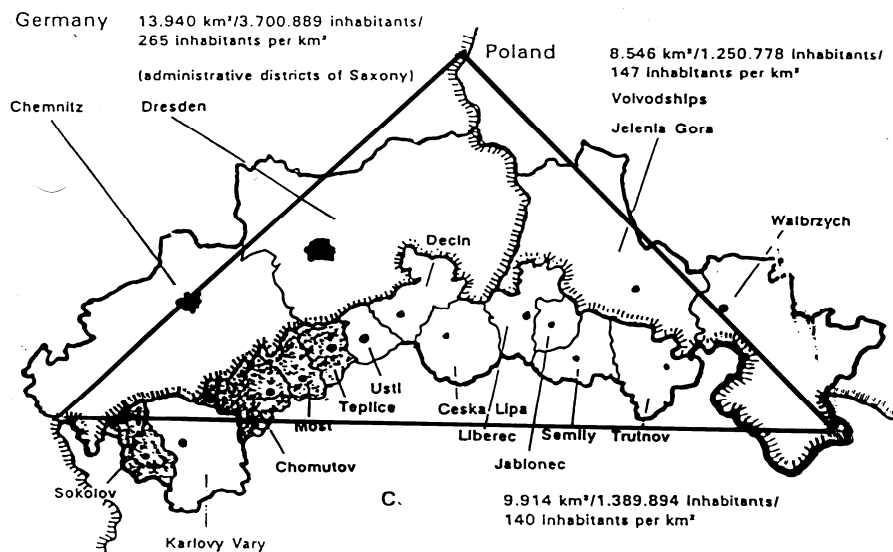 Germany
13.940 km²/3.700.889 inhabitants/
265 inhabitants per km²
(administrative districts of Saxony)
Chemnitz
Dresden
Poland
8.546 km²/1.250.778 inhabitants/
147 inhabitants per km²
Voivodships
Jelenia Gora
Walbrzych
Decin
Usti
Teplice
Most
Ceska Lipa
Liberec
Semily
Trutnov
Jablonec
Chomutov
Sokolov
Karlovy Vary
C.
9.914 km²/1.389.894 inhabitants/
140 inhabitants per km²